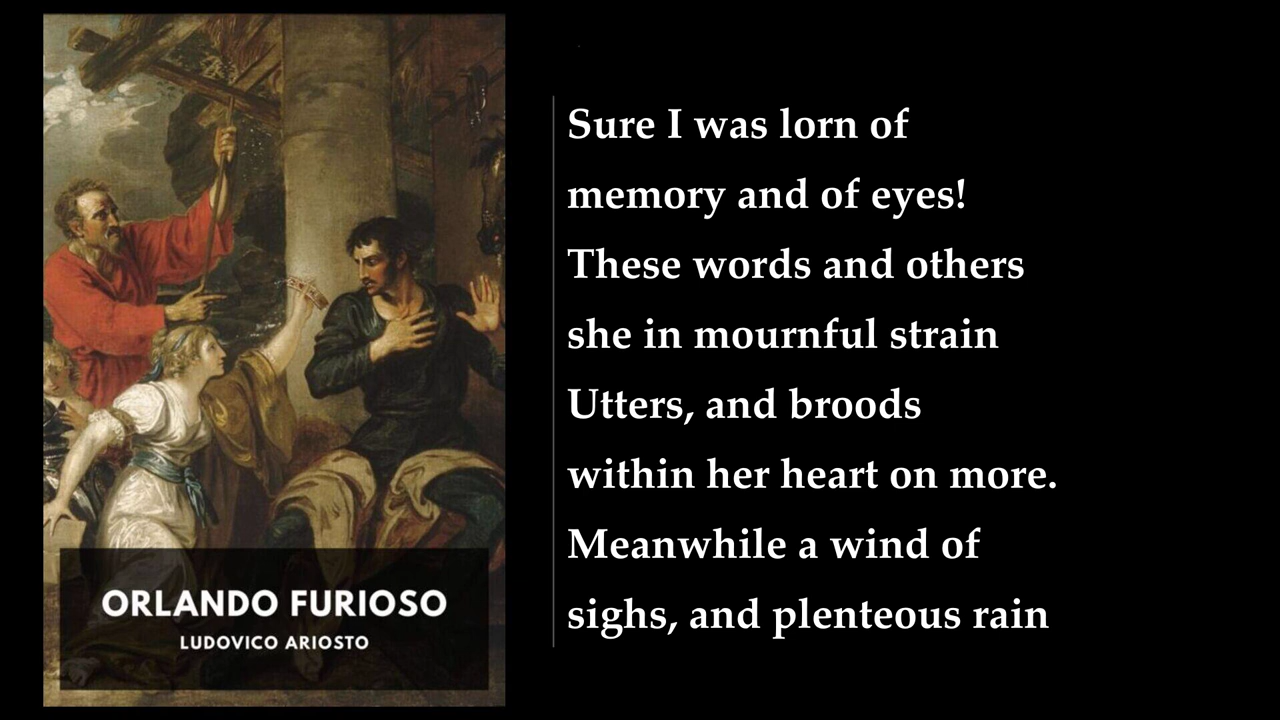 ORLANDO FURIOSO
LUDOVICO ARIOSTO
Sure I was lorn of
memory and of eyes!
These words and others
she in mournful strain
Utters, and broods
within her heart on more.
Meanwhile a wind of
sighs, and plenteous rain